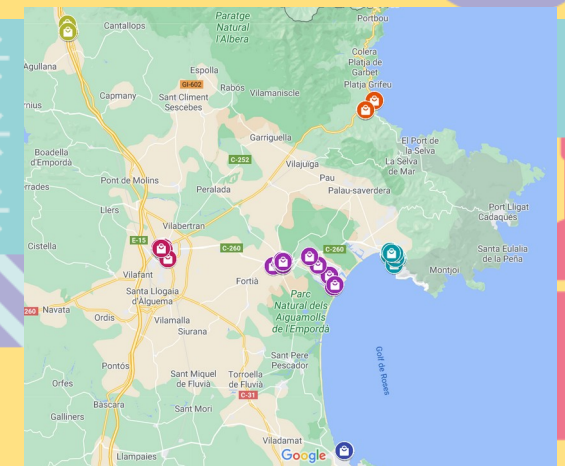 Paratge
Natural
l'Albera
Portbou
Cantallops
Colera
Platja de
Garbet
Platja Grifeu
Agullana
Espolla
GI-602
Rabós
Vilamaniscle
Capmany
Sant Climent
Sescebes
rnius
Garriguella
El Port de
la Selva
La Selva
de Mar
Boadella
d'Empordà
C-252
Vilajuïga
Pau
Palau-saverdera
Pont de Molins
Peralada
rrades
Port Lligat
Cadaqués
Llers
Vilabertran
E-15
C-260
C-260
Cistella
Santa Eulalia
de la Peña
Montjoi
Vilafant
Fortià
Santa Llogaia
d'Àlguema
Parc
Natural dels
Aiguamolls
de l'Empordà
260
Navata
Ordis
Vilamalla
Siurana
Golf de Roses
Sant Pere
Pescador
Pontós
Sant Miquel
de Fluvià
Torroella
de Fluvià
Orfes
C-31
Bàscara
Sant Mori
Galliners
Viladamat
Google
Llampaies